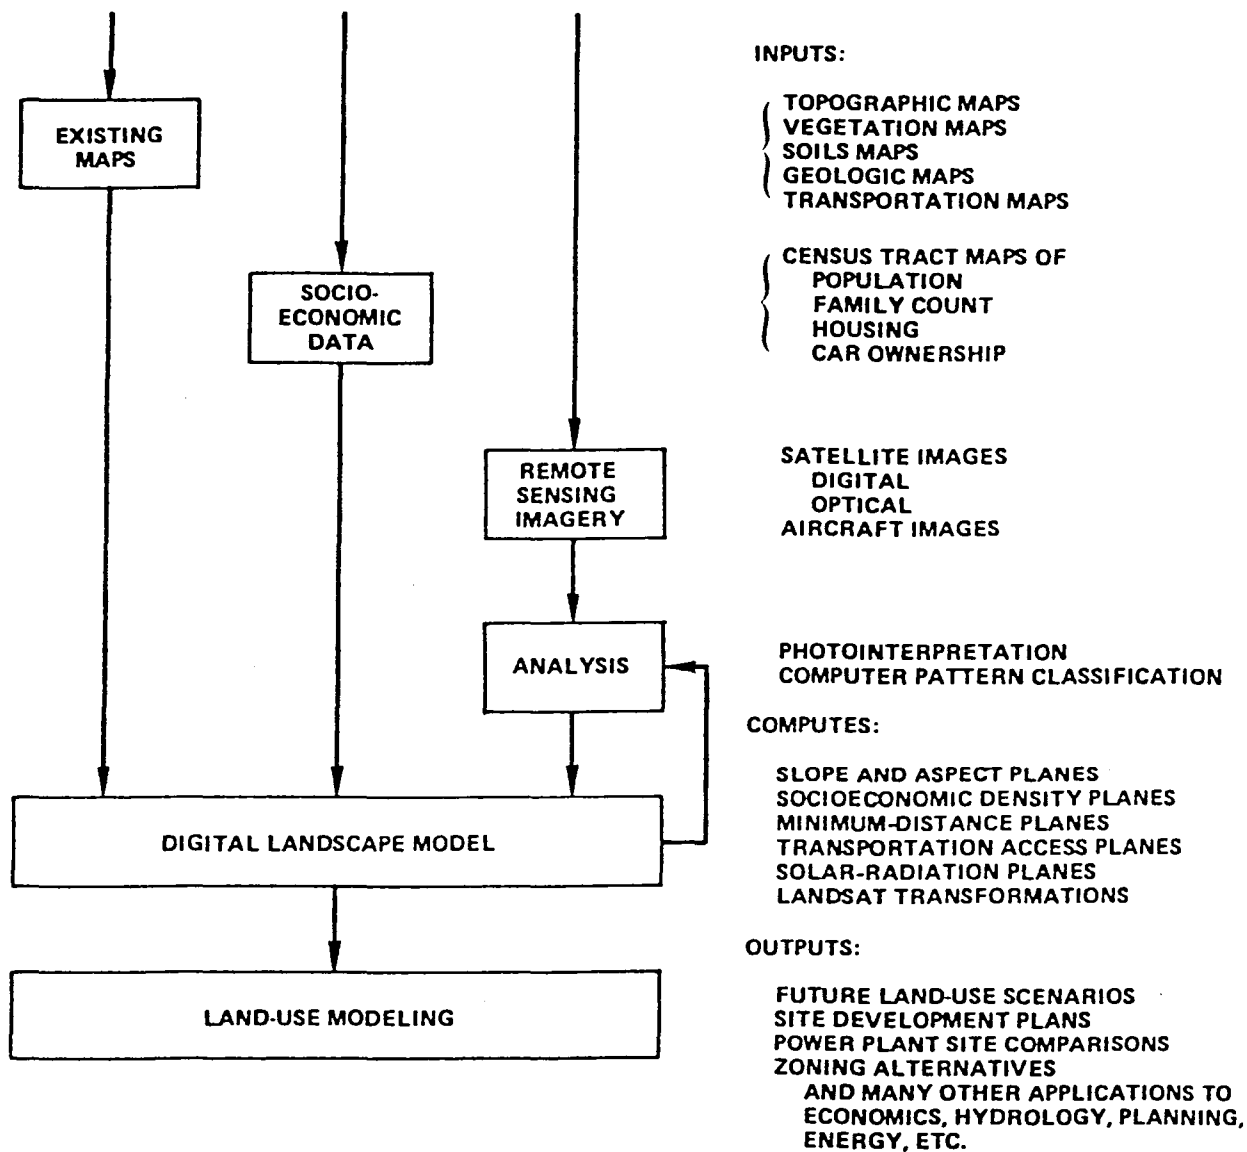 INPUTS:
EXISTING
MAPS
TOPOGRAPHIC MAPS
VEGETATION MAPS
SOILS MAPS
GEOLOGIC MAPS
TRANSPORTATION MAPS
SOCIO-
ECONOMIC
DATA
CENSUS TRACT MAPS OF
POPULATION
FAMILY COUNT
HOUSING
CAR OWNERSHIP
REMOTE
SENSING
IMAGERY
SATELLITE IMAGES
DIGITAL
OPTICAL
AIRCRAFT IMAGES
ANALYSIS
PHOTOINTERPRETATION
COMPUTER PATTERN CLASSIFICATION
COMPUTES:
DIGITAL LANDSCAPE MODEL
SLOPE AND ASPECT PLANES
SOCIOECONOMIC DENSITY PLANES
MINIMUM-DISTANCE PLANES
TRANSPORTATION ACCESS PLANES
SOLAR-RADIATION PLANES
LANDSAT TRANSFORMATIONS
OUTPUTS:
LAND-USE MODELING
FUTURE LAND-USE SCENARIOS
SITE DEVELOPMENT PLANS
POWER PLANT SITE COMPARISONS
ZONING ALTERNATIVES
AND MANY OTHER APPLICATIONS TO
ECONOMICS, HYDROLOGY, PLANNING,
ENERGY, ETC.